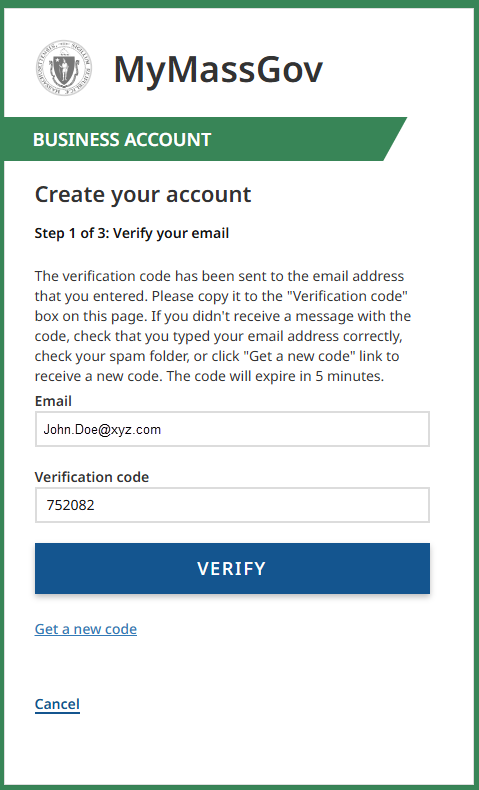 MyMassGov
BUSINESS ACCOUNT
Create your account
Step 1 of 3: Verify your email
The verification code has been sent to the email address
that you entered. Please copy it to the "Verification code"
box on this page. If you didn't receive a message with the
code, check that you typed your email address correctly,
check your spam folder, or click "Get a new code" link to
receive a new code. The code will expire in 5 minutes.
Email
John.Doe@xyz.com
Verification code
752082
VERIFY
Get a new code
Cancel